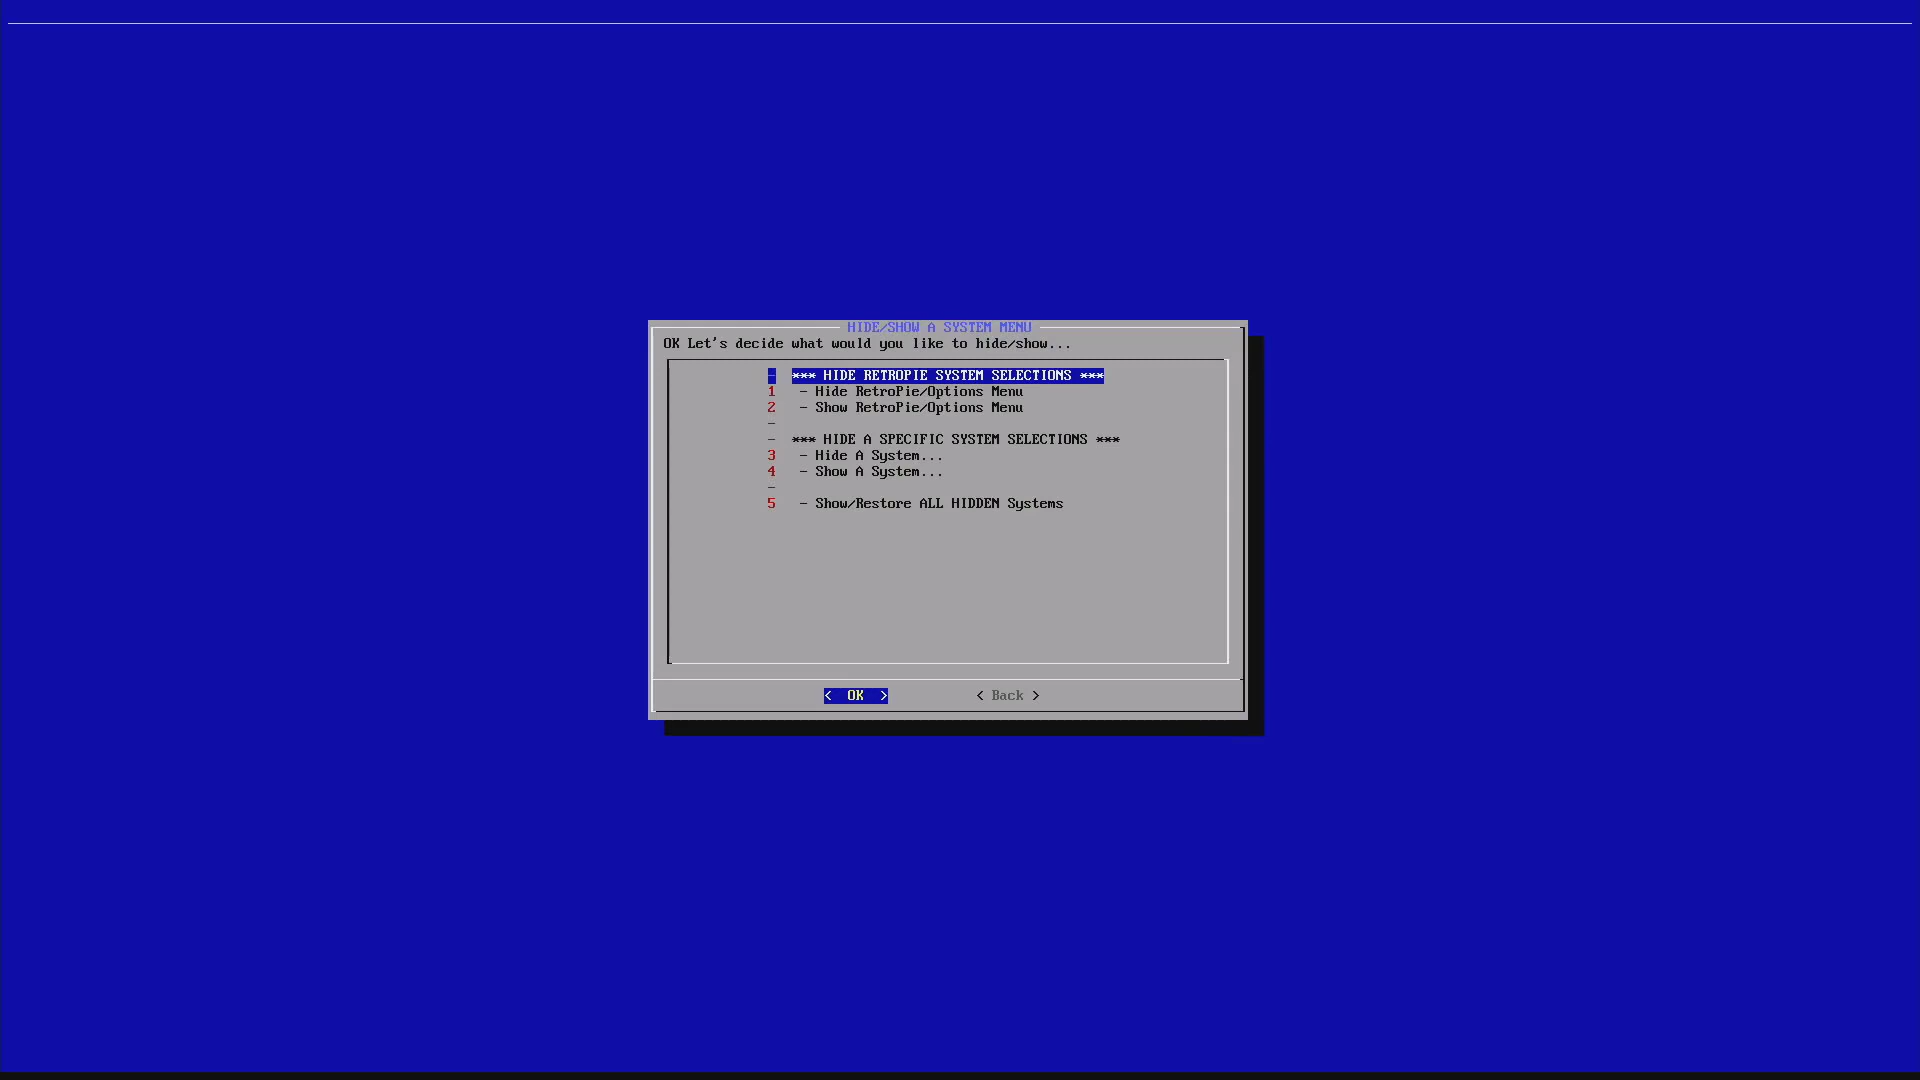 HIDE/SHOW A SYSTEM MENU
OK Let's decide what would you like to hide/show...
- *** HIDE RETROPIE SYSTEM SELECTIONS ***
1 - Hide RetroPie/Options Menu
2 - Show RetroPie/Options Menu
-
- *** HIDE A SPECIFIC SYSTEM SELECTIONS ***
3 - Hide A System...
4 - Show A System...
-
5 - Show/Restore ALL HIDDEN Systems
< OK > < Back >